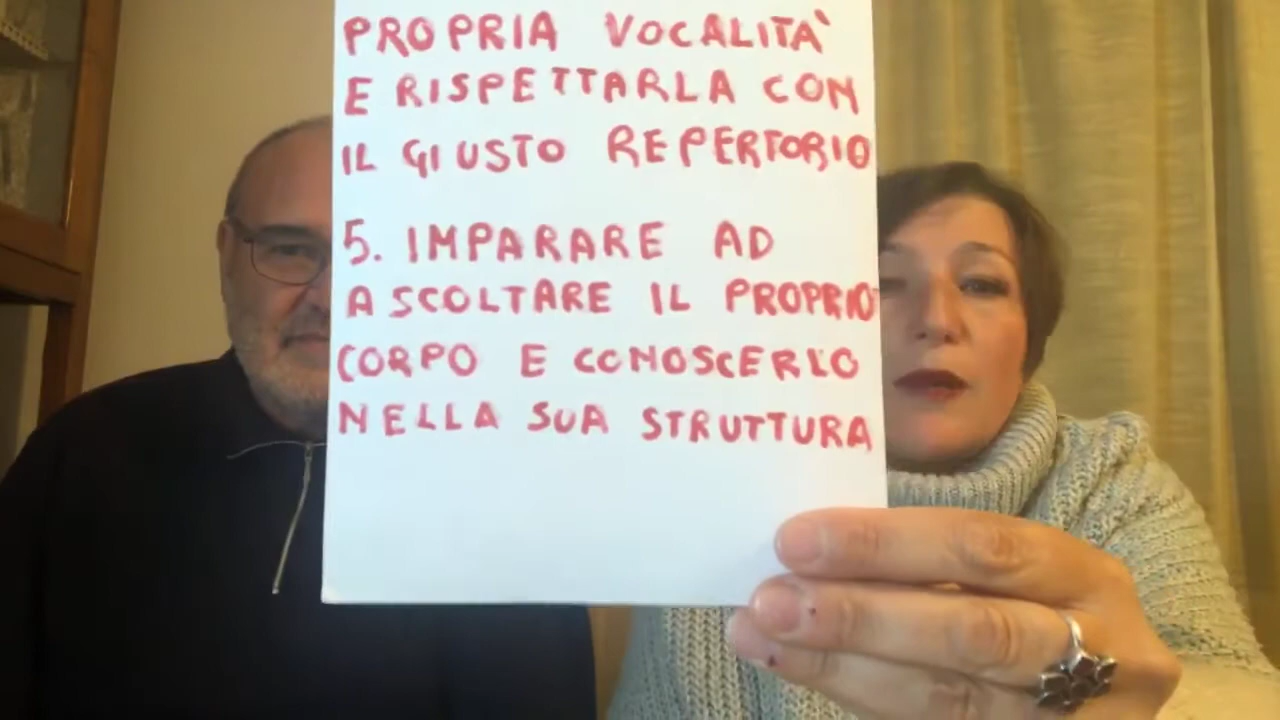 PROPRIA VOCALITÀ
E RISPETTARLA CON
IL GIUSTO REPERTORIO
5. IMPARARE AD
ASCOLTARE IL PROPRIO
CORPO E CONOSCERLO
NELLA SUA STRUTTURA